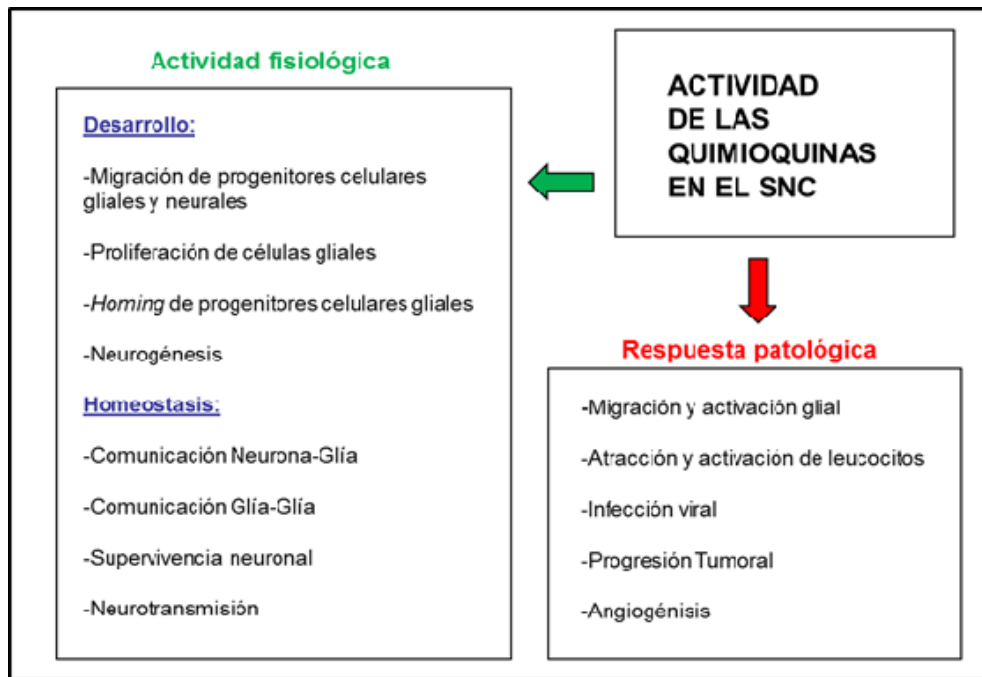 Actividad fisiológica
Desarrollo:
-Migración de progenitores celulares
gliales y neurales
-Proliferación de células gliales
-Homing de progenitores celulares gliales
-Neurogénesis
Homeostasis:
-Comunicación Neurona-Glía
-Comunicación Glía-Glía
-Supervivencia neuronal
-Neurotransmisión
ACTIVIDAD
DE LAS
QUIMIOQUINAS
EN EL SNC
Respuesta patológica
-Migración y activación glial
-Atracción y activación de leucocitos
-Infección viral
-Progresión Tumoral
-Angiogénisis